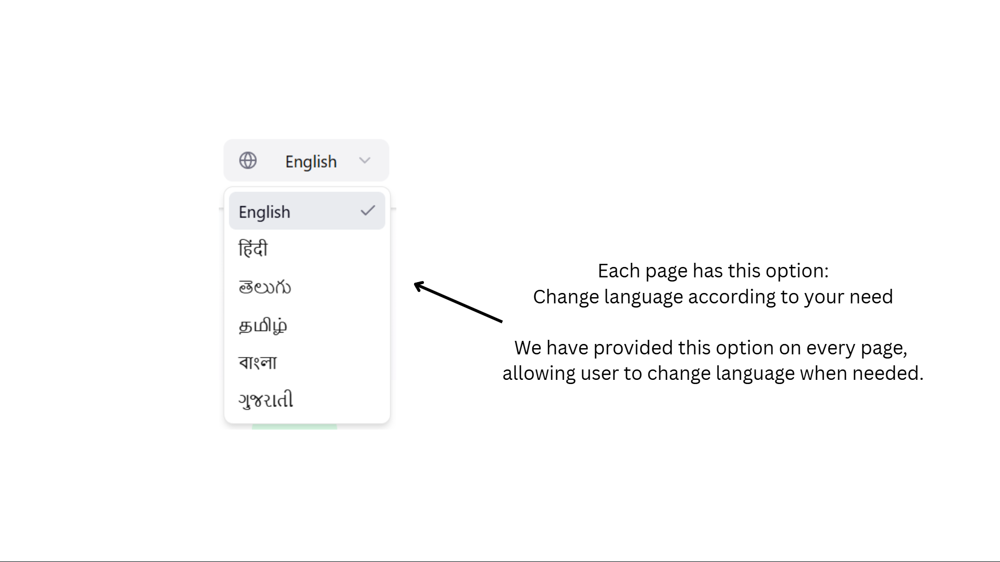 English
English
हिंदी
తెలుగు
தமிழ்
বাংলা
ગુજરાતી
Each page has this option:
Change language according to your need
We have provided this option on every page,
allowing user to change language when needed.